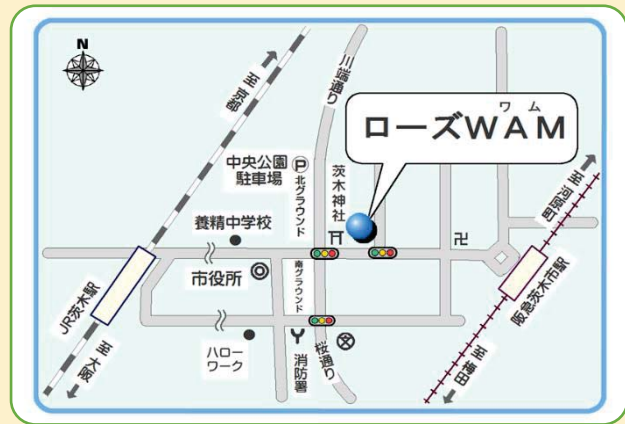 N
至京都
川端通り
ワム
ローズWAM
中央公園
駐車場
P
北グラウンド
茨木神社
至河原町
養精中学校
市役所
南グラウンド
JR茨木駅
阪急茨木市駅
ハロー
ワーク
消防署
桜通り
至大阪
至梅田